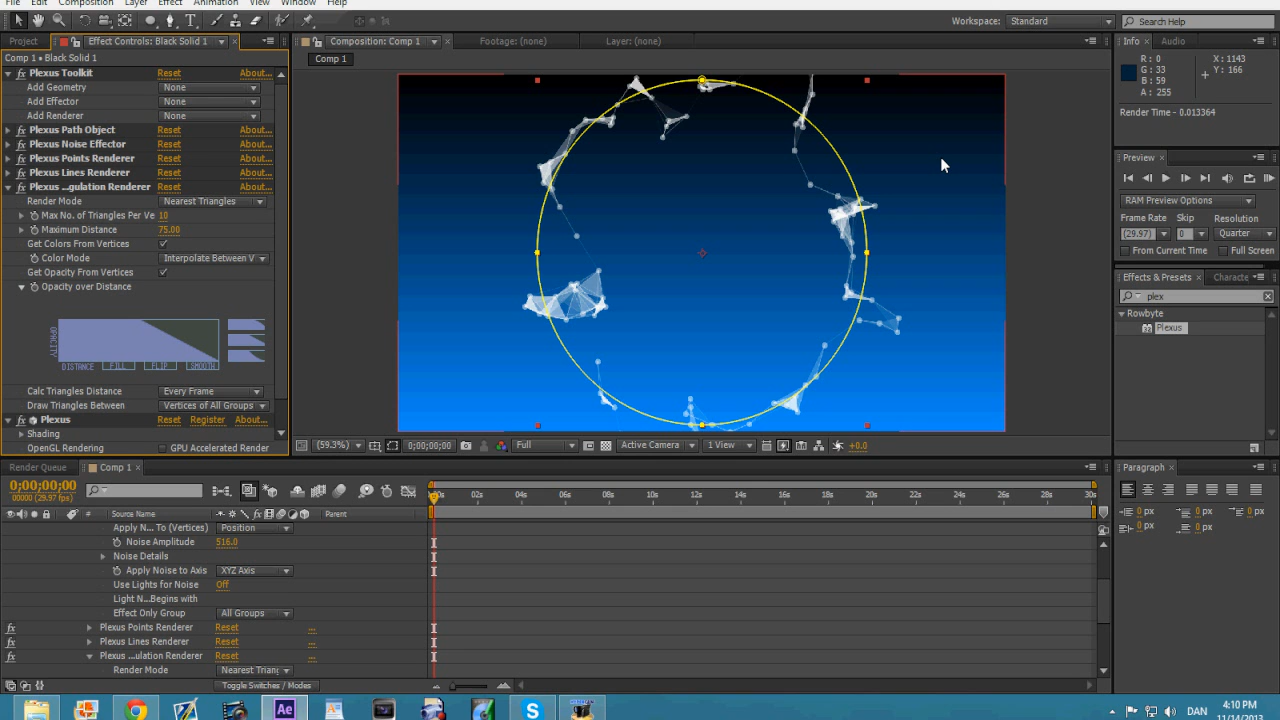 File Edit Composition Layer Effect Animation View Window Help
Workspace: Standard
Search Help
Project Effect Controls: Black Solid 1
Composition: Comp 1 Footage: (none) Layer: (none)
Info Audio
Comp 1 • Black Solid 1
Comp 1
Plexus Toolkit Reset About...
Add Geometry None
Add Effector None
Add Renderer None
Plexus Path Object Reset About...
Plexus Noise Effector Reset About...
Plexus Points Renderer Reset About...
Plexus Lines Renderer Reset About...
Plexus ...gulation Renderer Reset About...
Render Mode Nearest Triangles
Max No. of Triangles Per Ve 10
Maximum Distance 75.00
Get Colors From Vertices
Color Mode Interpolate Between V
Get Opacity From Vertices
Opacity over Distance
OPACITY
DISTANCE FILL FLIP SMOOTH
Calc Triangles Distance Every Frame
Draw Triangles Between Vertices of All Groups
Plexus Reset Register About...
Shading
OpenGL Rendering GPU Accelerated Render
(59.3%) 0;00;00;00 Full Active Camera 1 View +0.0
R: 0
G: 33
B: 59
A: 255
X: 1143
Y: 166
Render Time - 0.013364
Preview
RAM Preview Options
Frame Rate Skip Resolution
(29.97) 0 Quarter
From Current Time Full Screen
Effects & Presets Characte
plex
Rowbyte
Plexus
Render Queue Comp 1
0;00;00;00
00000 (29.97 fps)
# Source Name Parent
00s 02s 04s 06s 08s 10s 12s 14s 16s 18s 20s 22s 24s 26s 28s 30s
Apply N... To (Vertices) Position
Noise Amplitude 516.0
Noise Details
Apply Noise to Axis XYZ Axis
Use Lights for Noise Off
Light N...Begins with
Effect Only Group All Groups
Plexus Points Renderer Reset ...
Plexus Lines Renderer Reset ...
Plexus ...ulation Renderer Reset ...
Render Mode Nearest Triang
Toggle Switches / Modes
Paragraph
0 px 0 px 0 px
0 px 0 px
Ae
S
DAN
4:10 PM
11/14/2013